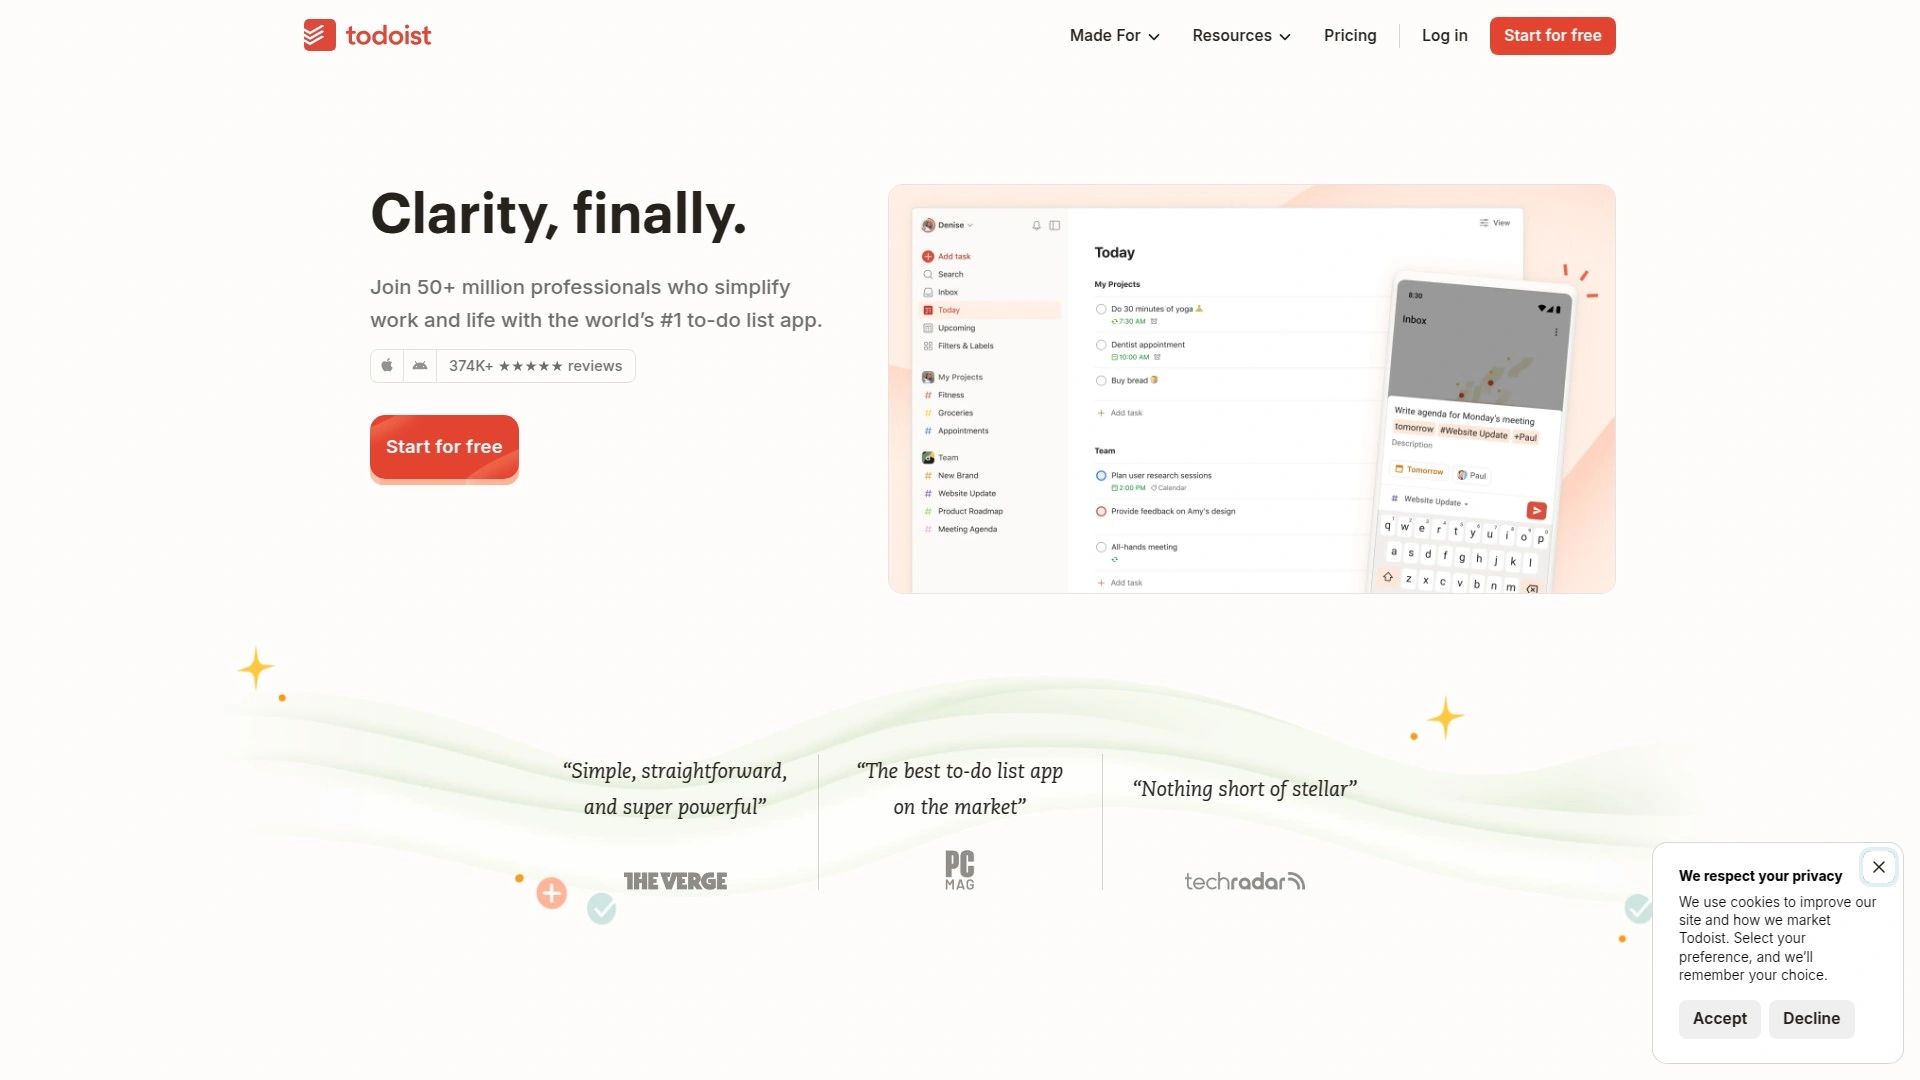 todoist
Made For
Resources
Pricing
Log in
Start for free
Clarity, finally.
Join 50+ million professionals who simplify
work and life with the world’s #1 to-do list app.
374K+ ★★★★★ reviews
Start for free
Denise
Add task
Search
Inbox
Today
Upcoming
Filters & Labels
My Projects
Fitness
Groceries
Appointments
Team
New Brand
Website Update
Product Roadmap
Meeting Agenda
View
Today
My Projects
Do 30 minutes of yoga
7:30 AM
Dentist appointment
10:00 AM
Buy bread
Add task
Team
Plan user research sessions
2:00 PM Calendar
Provide feedback on Amy's design
All-hands meeting
Add task
8:30
Inbox
Write agenda for Monday's meeting
tomorrow #Website Update +Paul
Description
Tomorrow Paul
# Website Update
q w e r t y u i o p
a s d f g h j k l
z x c v b n m
“Simple, straightforward,
and super powerful”
THE VERGE
“The best to-do list app
on the market”
PC
MAG
“Nothing short of stellar”
techradar
We respect your privacy
We use cookies to improve our
site and how we market
Todoist. Select your
preference, and we’ll
remember your choice.
Accept
Decline